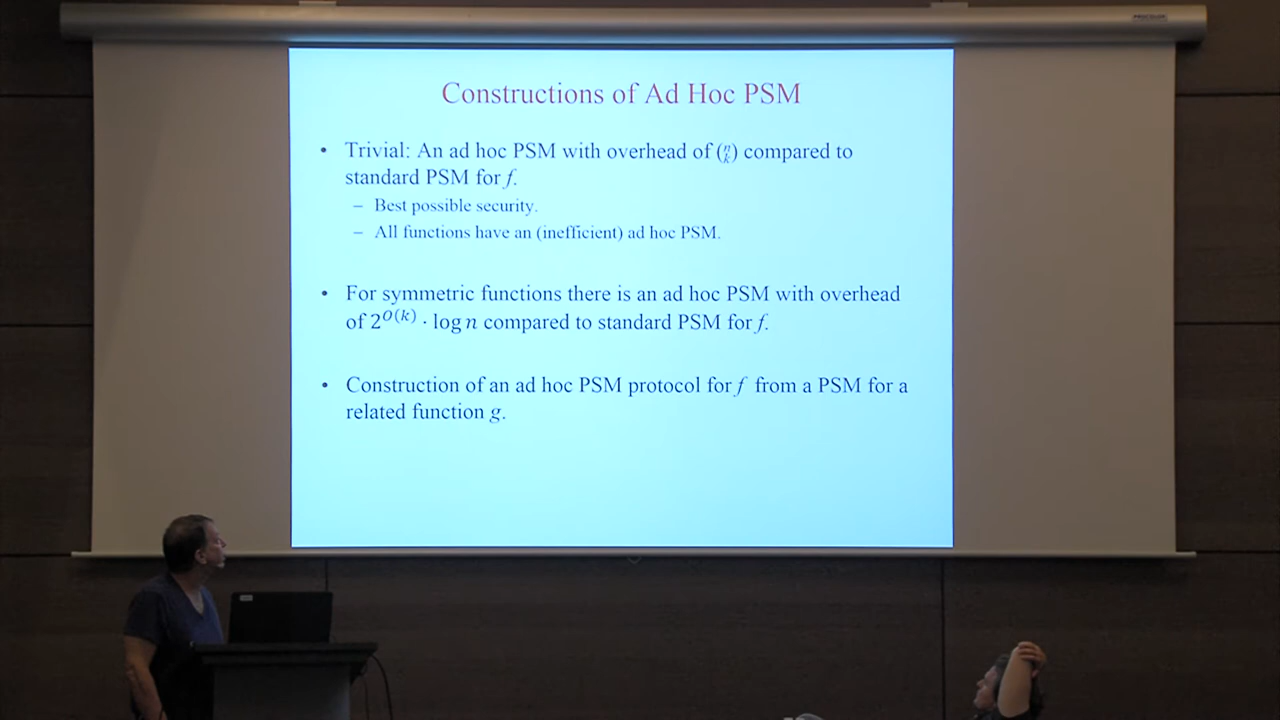 Constructions of Ad Hoc PSM
• Trivial: An ad hoc PSM with overhead of (n k) compared to
standard PSM for f.
– Best possible security.
– All functions have an (inefficient) ad hoc PSM.
• For symmetric functions there is an ad hoc PSM with overhead
of 2^{O(k)} · log n compared to standard PSM for f.
• Construction of an ad hoc PSM protocol for f from a PSM for a
related function g.